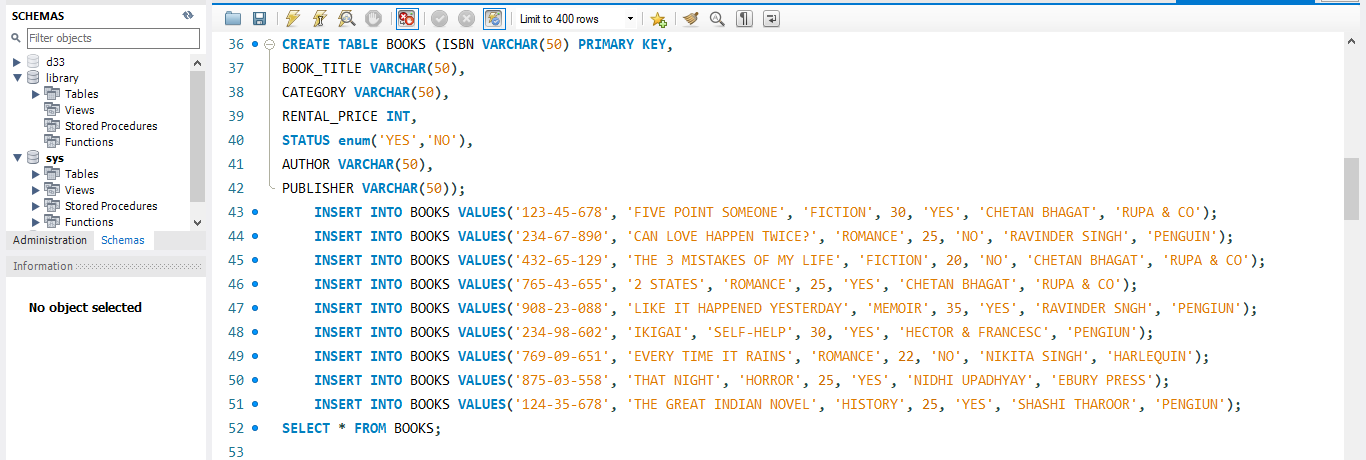 SCHEMAS
Filter objects
d33
library
Tables
Views
Stored Procedures
Functions
sys
Tables
Views
Stored Procedures
Functions
Administration Schemas
Information
No object selected
Limit to 400 rows
36 CREATE TABLE BOOKS (ISBN VARCHAR(50) PRIMARY KEY,
37 BOOK_TITLE VARCHAR(50),
38 CATEGORY VARCHAR(50),
39 RENTAL_PRICE INT,
40 STATUS enum('YES','NO'),
41 AUTHOR VARCHAR(50),
42 PUBLISHER VARCHAR(50));
43 INSERT INTO BOOKS VALUES('123-45-678', 'FIVE POINT SOMEONE', 'FICTION', 30, 'YES', 'CHETAN BHAGAT', 'RUPA & CO');
44 INSERT INTO BOOKS VALUES('234-67-890', 'CAN LOVE HAPPEN TWICE?', 'ROMANCE', 25, 'NO', 'RAVINDER SINGH', 'PENGUIN');
45 INSERT INTO BOOKS VALUES('432-65-129', 'THE 3 MISTAKES OF MY LIFE', 'FICTION', 20, 'NO', 'CHETAN BHAGAT', 'RUPA & CO');
46 INSERT INTO BOOKS VALUES('765-43-655', '2 STATES', 'ROMANCE', 25, 'YES', 'CHETAN BHAGAT', 'RUPA & CO');
47 INSERT INTO BOOKS VALUES('908-23-088', 'LIKE IT HAPPENED YESTERDAY', 'MEMOIR', 35, 'YES', 'RAVINDER SNGH', 'PENGIUN');
48 INSERT INTO BOOKS VALUES('234-98-602', 'IKIGAI', 'SELF-HELP', 30, 'YES', 'HECTOR & FRANCESC', 'PENGIUN');
49 INSERT INTO BOOKS VALUES('769-09-651', 'EVERY TIME IT RAINS', 'ROMANCE', 22, 'NO', 'NIKITA SINGH', 'HARLEQUIN');
50 INSERT INTO BOOKS VALUES('875-03-558', 'THAT NIGHT', 'HORROR', 25, 'YES', 'NIDHI UPADHYAY', 'EBURY PRESS');
51 INSERT INTO BOOKS VALUES('124-35-678', 'THE GREAT INDIAN NOVEL', 'HISTORY', 25, 'YES', 'SHASHI THAROOR', 'PENGIUN');
52 SELECT * FROM BOOKS;
53